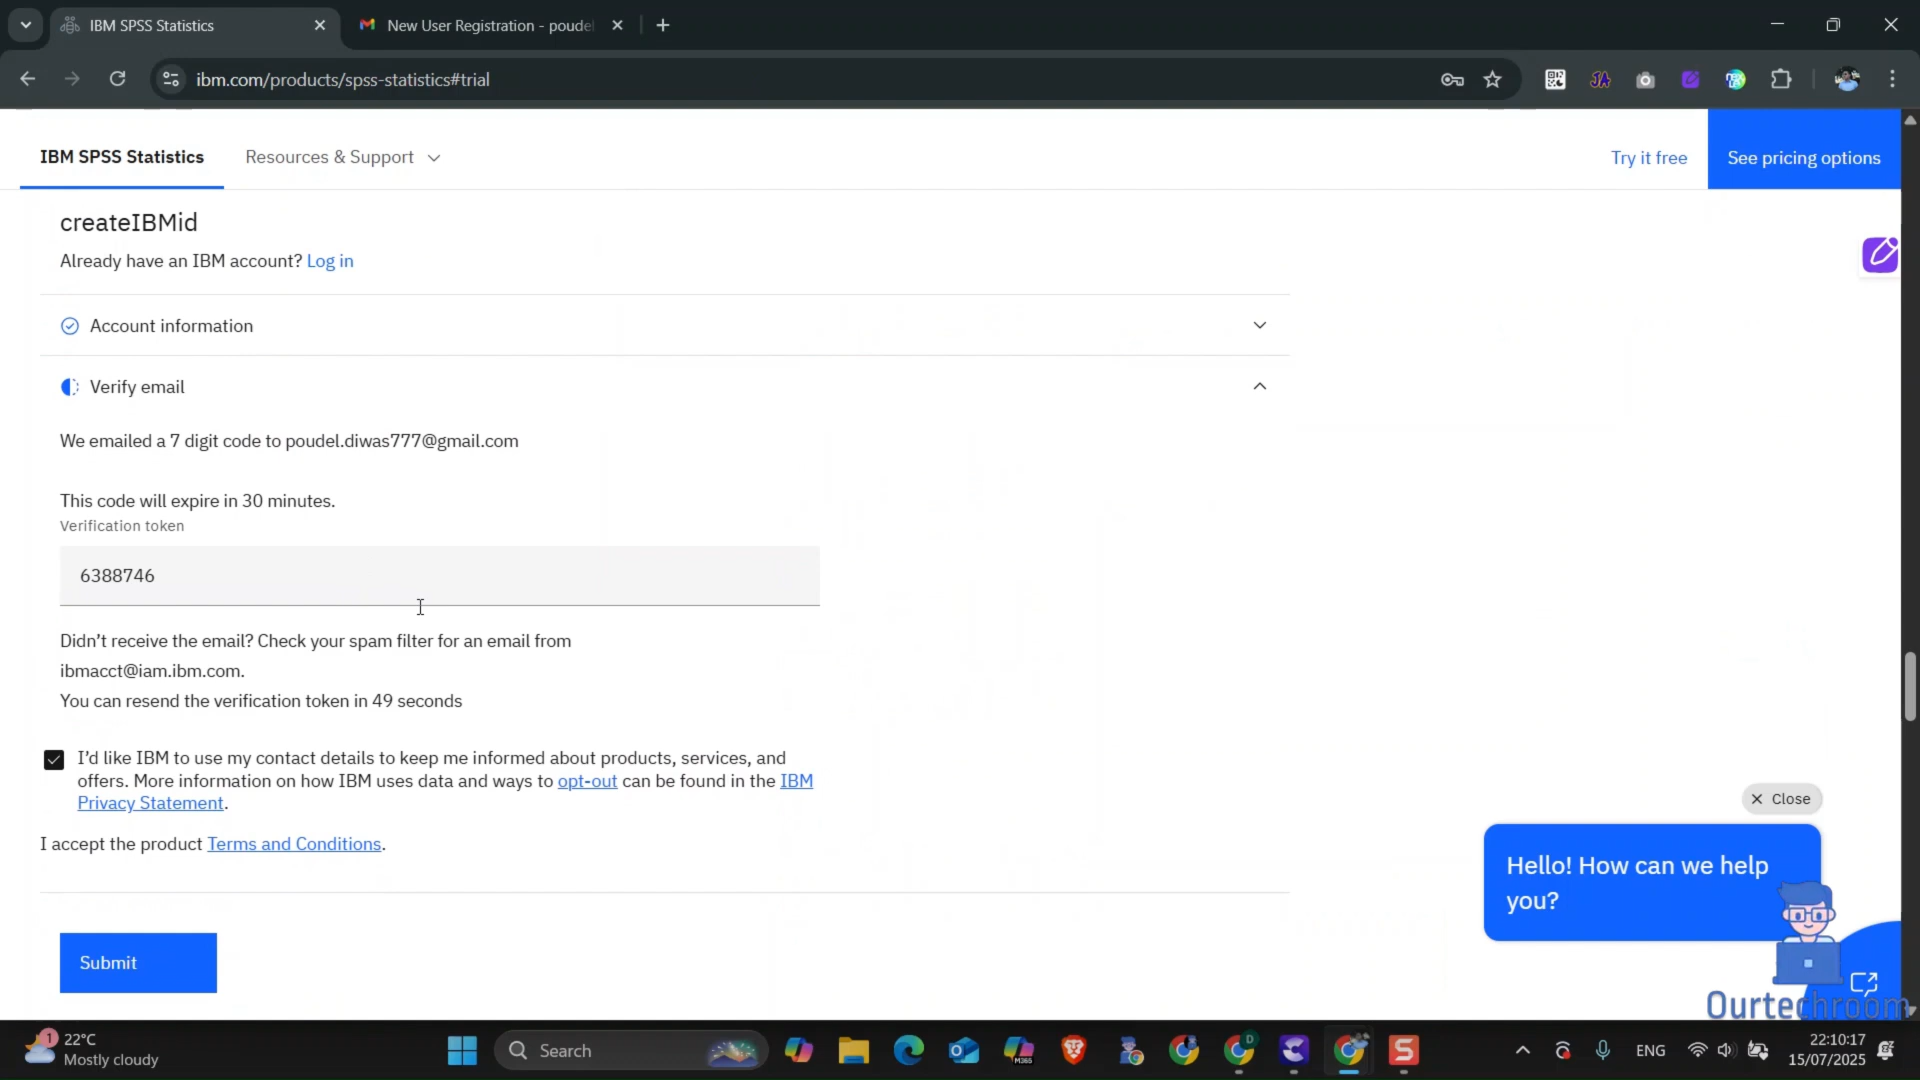 IBM SPSS Statistics
New User Registration - poude
ibm.com/products/spss-statistics#trial
IBM SPSS Statistics
Resources & Support
Try it free
See pricing options
createIBMid
Already have an IBM account? Log in
Account information
Verify email
We emailed a 7 digit code to poudel.diwas777@gmail.com
This code will expire in 30 minutes.
Verification token
6388746
Didn't receive the email? Check your spam filter for an email from
ibmacct@iam.ibm.com.
You can resend the verification token in 49 seconds
I'd like IBM to use my contact details to keep me informed about products, services, and
offers. More information on how IBM uses data and ways to opt-out can be found in the IBM
Privacy Statement.
I accept the product Terms and Conditions.
Submit
Close
Hello! How can we help
you?
Ourtechroom
1
22°C
Mostly cloudy
Search
M365
D
S
ENG
22:10:17
15/07/2025